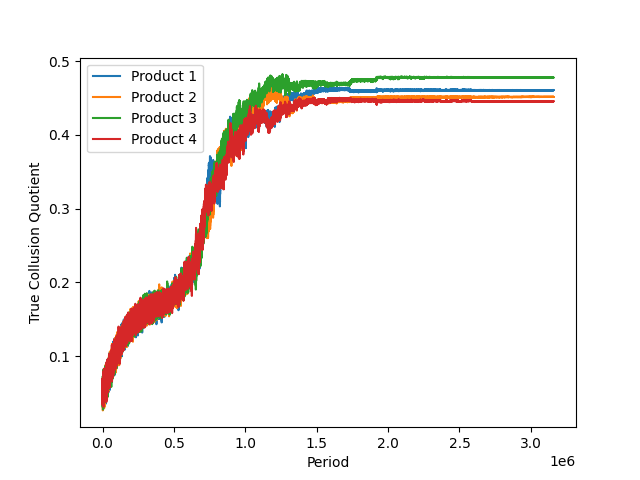 0.5
0.4
0.3
0.2
0.1
True Collusion Quotient
Product 1
Product 2
Product 3
Product 4
0.0 0.5 1.0 1.5 2.0 2.5 3.0
1e6
Period